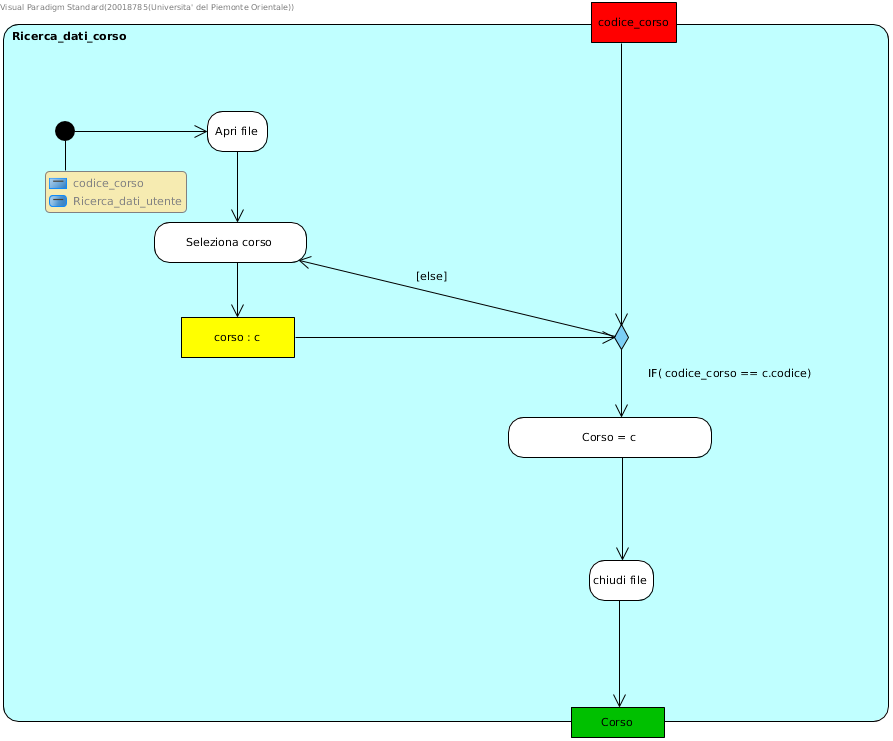 Visual Paradigm Standard(20018785(Universita' del Piemonte Orientale))
codice_corso
Ricerca_dati_corso
Apri file
codice_corso
Ricerca_dati_utente
Seleziona corso
[else]
corso : c
IF( codice_corso == c.codice)
Corso = c
chiudi file
Corso